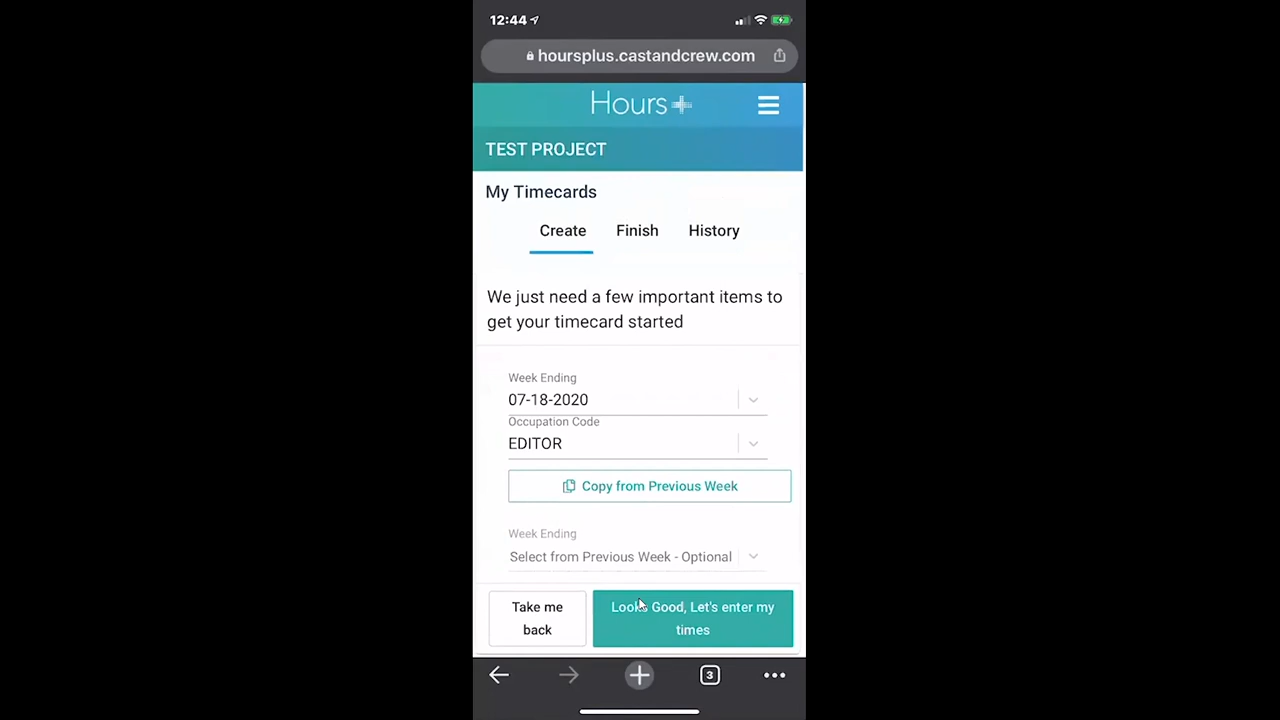 12:44
hoursplus.castandcrew.com
Hours+
TEST PROJECT
My Timecards
Create Finish History
We just need a few important items to
get your timecard started
Week Ending
07-18-2020
Occupation Code
EDITOR
Copy from Previous Week
Week Ending
Select from Previous Week - Optional
Take me
back
Looks Good, Let's enter my
times
3